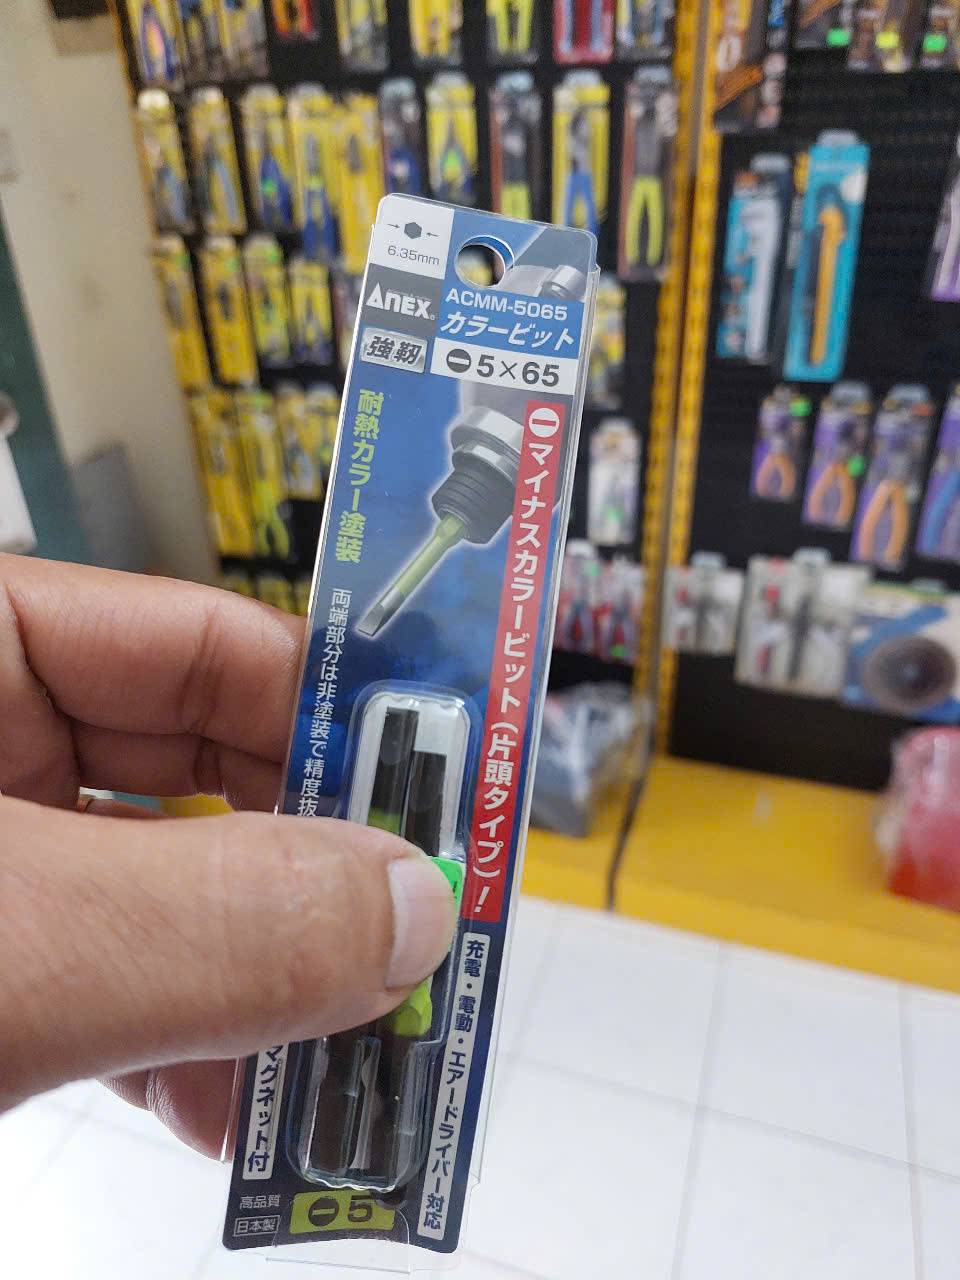 6.35mm
ANEX®
ACMM-5065
カラービット
強靭
⊖5×65
耐熱カラー塗装
⊖マイナスカラービット(片頭タイプ)!
両端部分は非塗装で精度抜
充電・電動・エアードライバー対応
マグネット付
高品質
日本製
⊖5